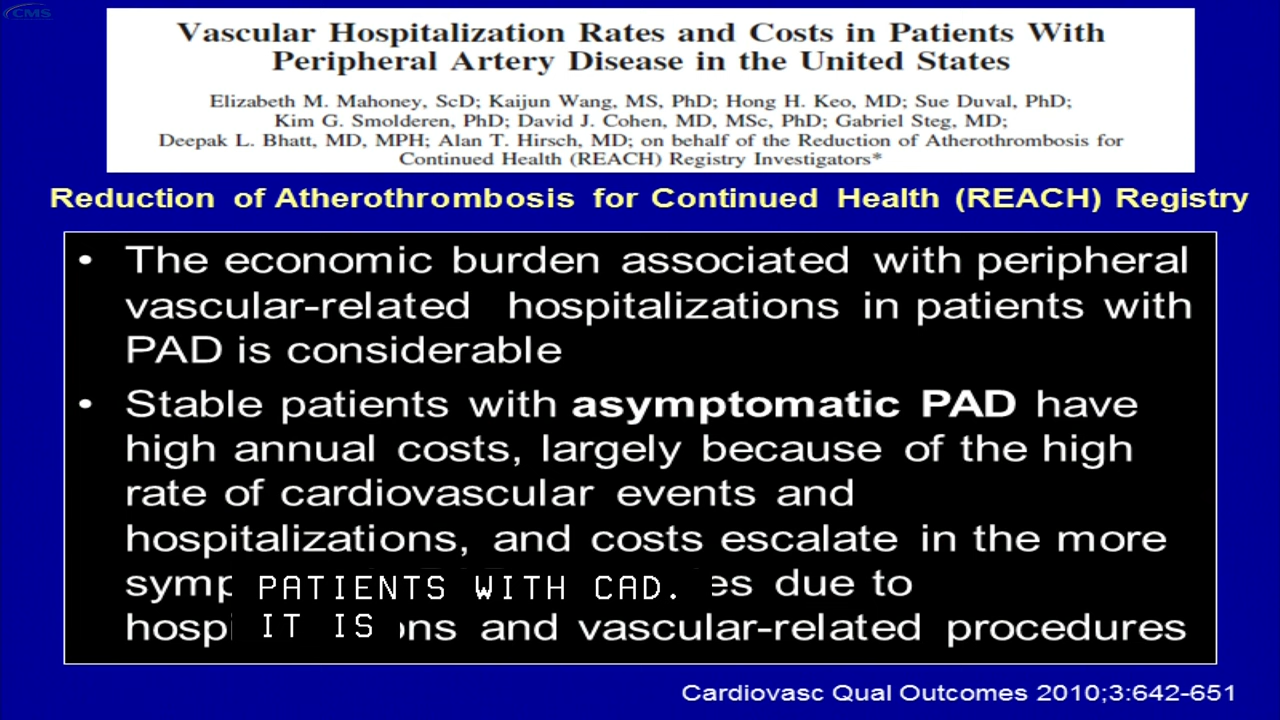 CMS
Vascular Hospitalization Rates and Costs in Patients With
Peripheral Artery Disease in the United States
Elizabeth M. Mahoney, ScD; Kaijun Wang, MS, PhD; Hong H. Keo, MD; Sue Duval, PhD;
Kim G. Smolderen, PhD; David J. Cohen, MD, MSc, PhD; Gabriel Steg, MD;
Deepak L. Bhatt, MD, MPH; Alan T. Hirsch, MD; on behalf of the Reduction of Atherothrombosis for
Continued Health (REACH) Registry Investigators*
Reduction of Atherothrombosis for Continued Health (REACH) Registry
• The economic burden associated with peripheral
vascular-related hospitalizations in patients with
PAD is considerable
• Stable patients with asymptomatic PAD have
high annual costs, largely because of the high
rate of cardiovascular events and
hospitalizations, and costs escalate in the more
due to
and vascular-related procedures
PATIENTS WITH CAD.
IT IS
Cardiovasc Qual Outcomes 2010;3:642-651